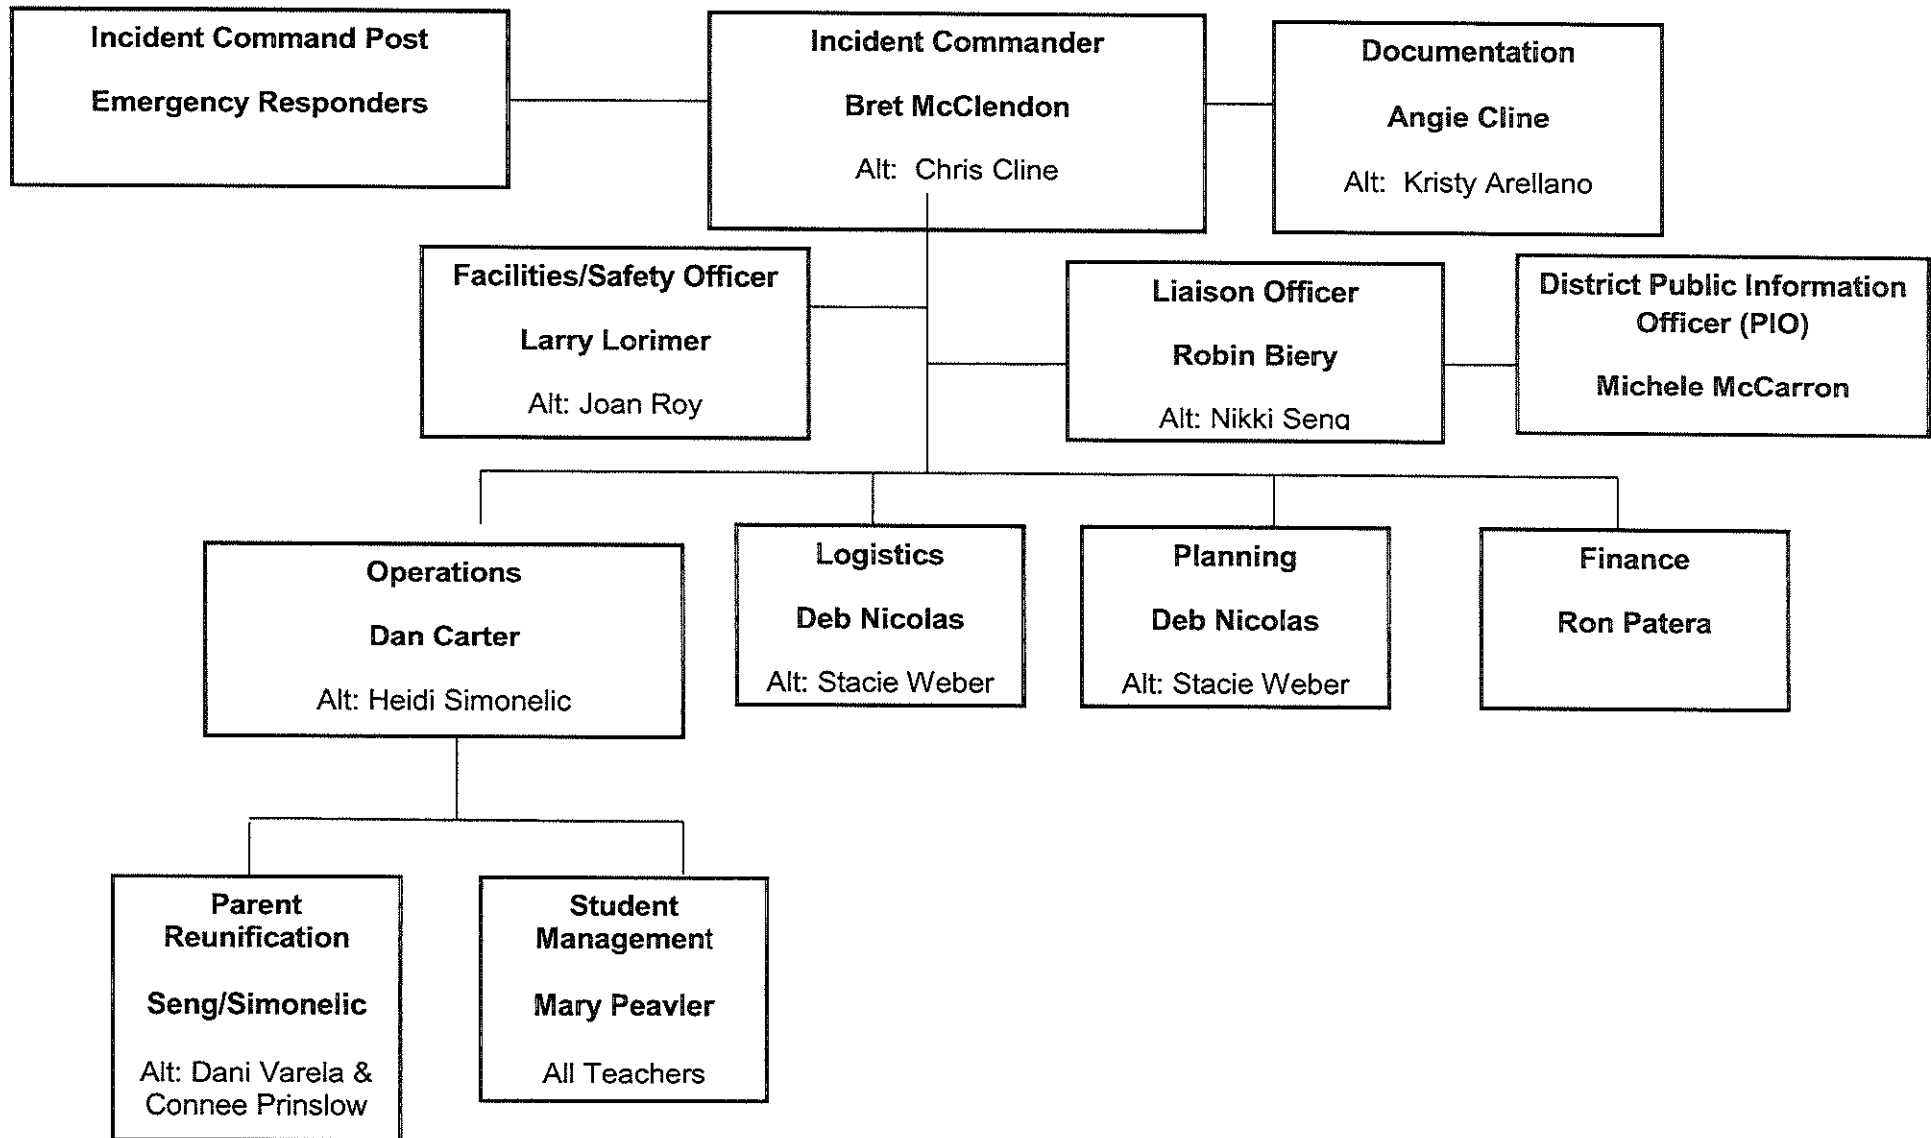 Incident Command Post
Emergency Responders
Incident Commander
Bret McClendon
Alt:  Chris Cline
Documentation
Angie Cline
Alt:  Kristy Arellano
Facilities/Safety Officer
Larry Lorimer
Alt: Joan Roy
Liaison Officer
Robin Biery
Alt: Nikki Seng
District Public Information
Officer (PIO)
Michele McCarron
Operations
Dan Carter
Alt: Heidi Simonelic
Logistics
Deb Nicolas
Alt: Stacie Weber
Planning
Deb Nicolas
Alt: Stacie Weber
Finance
Ron Patera
Parent
Reunification
Seng/Simonelic
Alt: Dani Varela &
Connee Prinslow
Student
Management
Mary Peavler
All Teachers